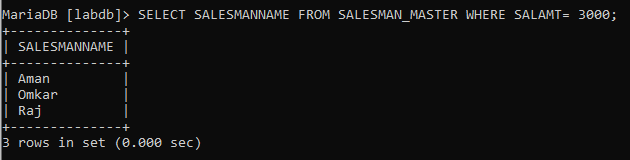 MariaDB [labdb]> SELECT SALESMANNAME FROM SALESMAN_MASTER WHERE SALAMT= 3000;
+--------------+
| SALESMANNAME |
+--------------+
| Aman         |
| Omkar        |
| Raj          |
+--------------+
3 rows in set (0.000 sec)